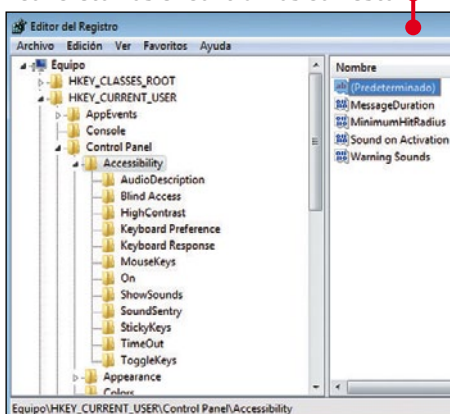 Editor del Registro
Archivo Edición Ver Favoritos Ayuda
Equipo
HKEY_CLASSES_ROOT
HKEY_CURRENT_USER
AppEvents
Console
Control Panel
Accessibility
AudioDescription
Blind Access
HighContrast
Keyboard Preference
Keyboard Response
MouseKeys
On
ShowSounds
SoundSentry
StickyKeys
TimeOut
ToggleKeys
Appearance
Colors
Nombre
(Predeterminado)
MessageDuration
MinimumHitRadius
Sound on Activation
Warning Sounds
Equipo\HKEY_CURRENT_USER\Control Panel\Accessibility